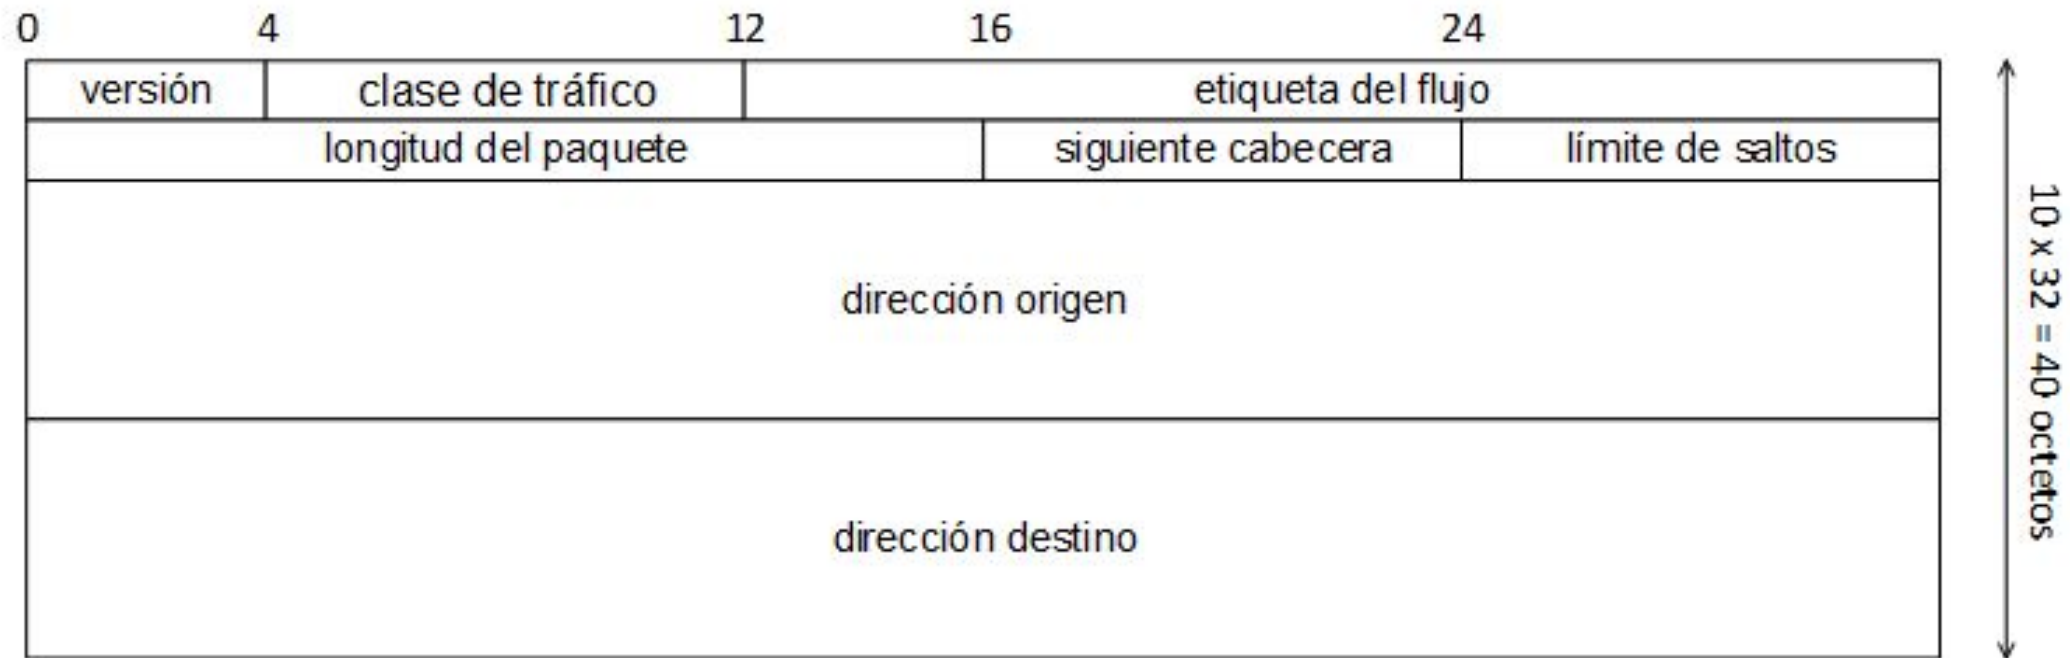 0 4 12 16 24
versión clase de tráfico etiqueta del flujo
longitud del paquete siguiente cabecera límite de saltos
dirección origen
dirección destino
10 x 32 = 40 octetos